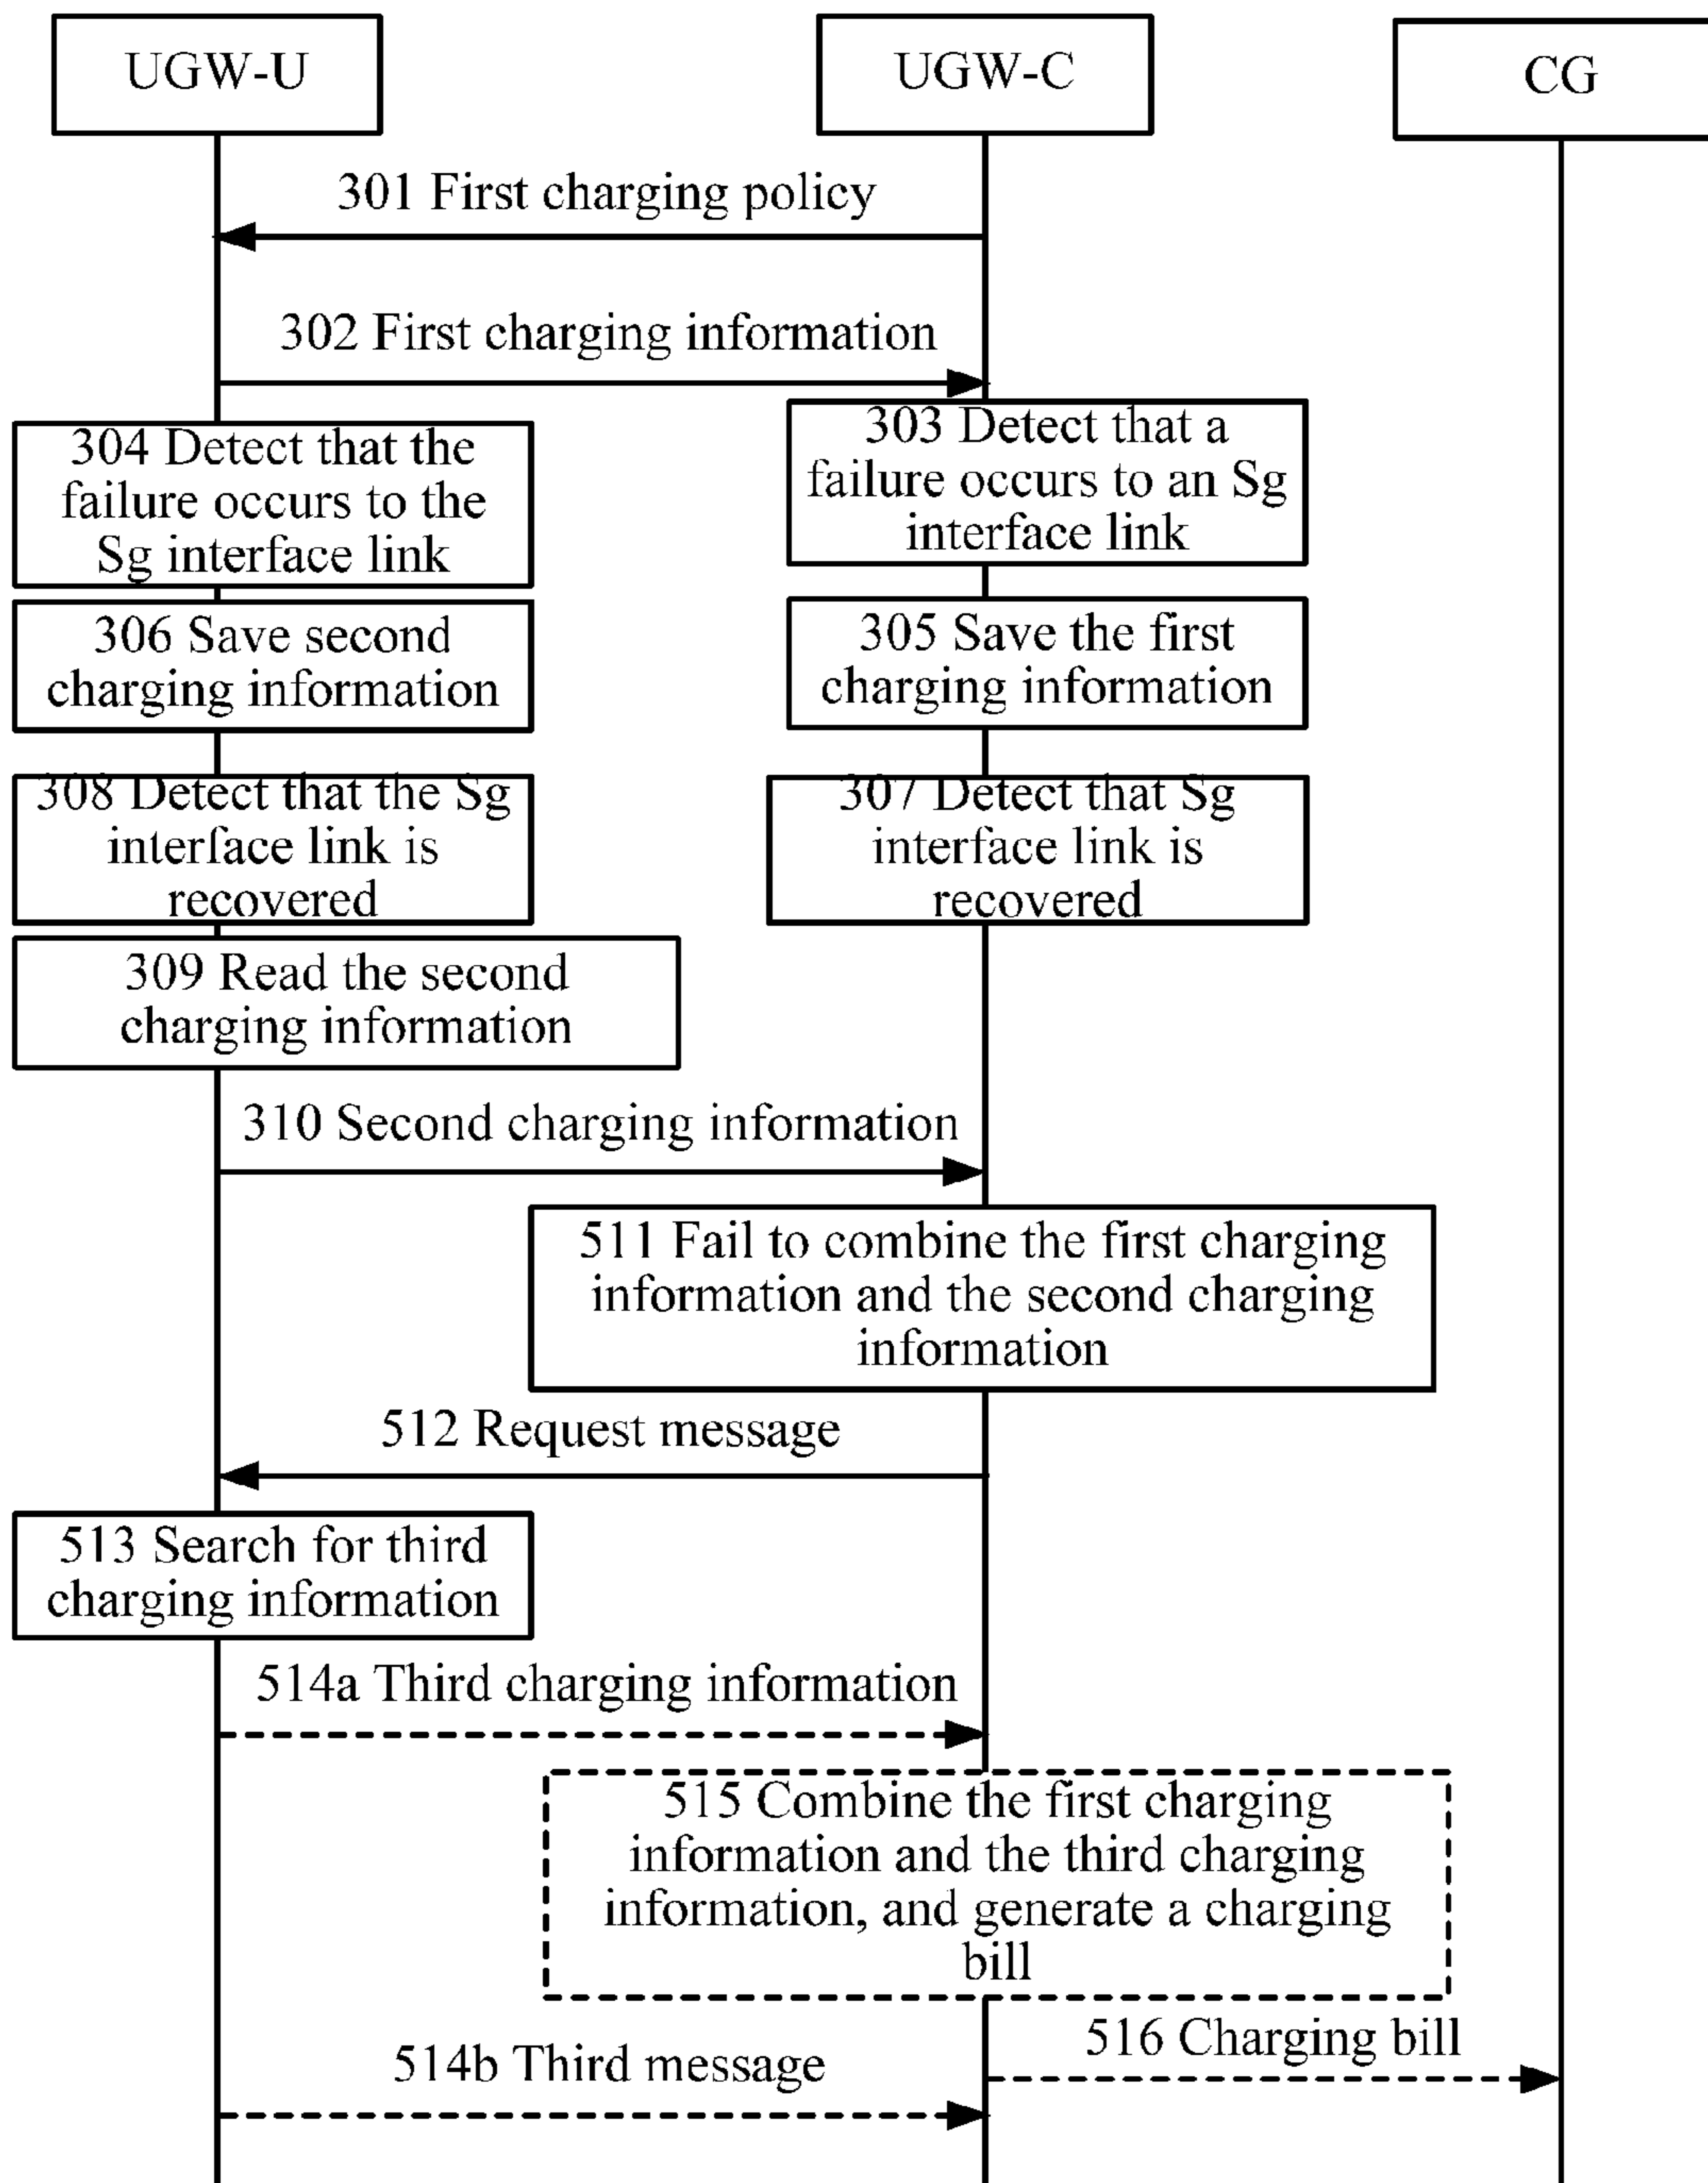 UGW-U
UGW-C
CG
301 First charging policy
302 First charging information
304 Detect that the
failure occurs to the
Sg interface link
303 Detect that a
failure occurs to an Sg
interface link
306 Save second
charging information
305 Save the first
charging information
308 Detect that the Sg
interface link is
recovered
307 Detect that Sg
interface link is
recovered
309 Read the second
charging information
310 Second charging information
511 Fail to combine the first charging
information and the second charging
information
512 Request message
513 Search for third
charging information
514a Third charging information
515 Combine the first charging
information and the third charging
information, and generate a charging
bill
516 Charging bill
514b Third message